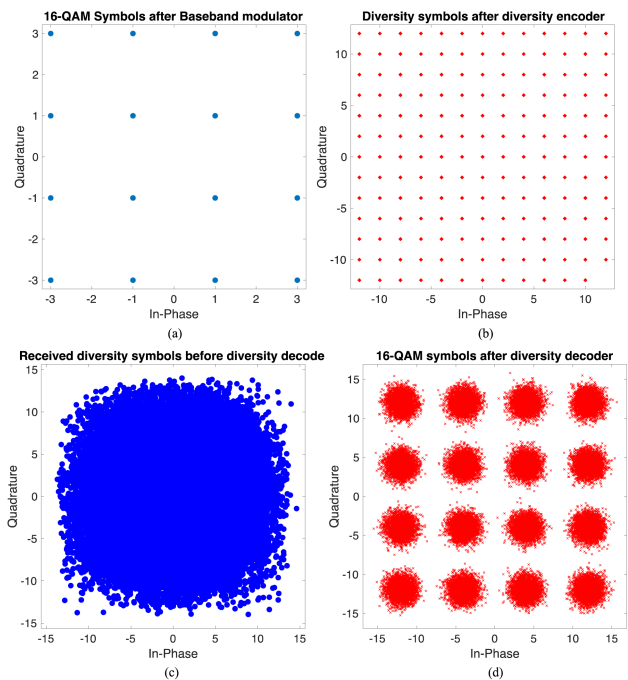 16-QAM Symbols after Baseband modulator
3
2
1
0
-1
-2
-3
Quadrature
-3 -2 -1 0 1 2 3
In-Phase
(a)
Diversity symbols after diversity encoder
10
5
0
-5
-10
Quadrature
-10 -5 0 5 10
In-Phase
(b)
Received diversity symbols before diversity decode
15
10
5
0
-5
-10
-15
Quadrature
-15 -10 -5 0 5 10 15
In-Phase
(c)
16-QAM symbols after diversity decoder
15
10
5
0
-5
-10
-15
Quadrature
-15 -10 -5 0 5 10 15
In-Phase
(d)